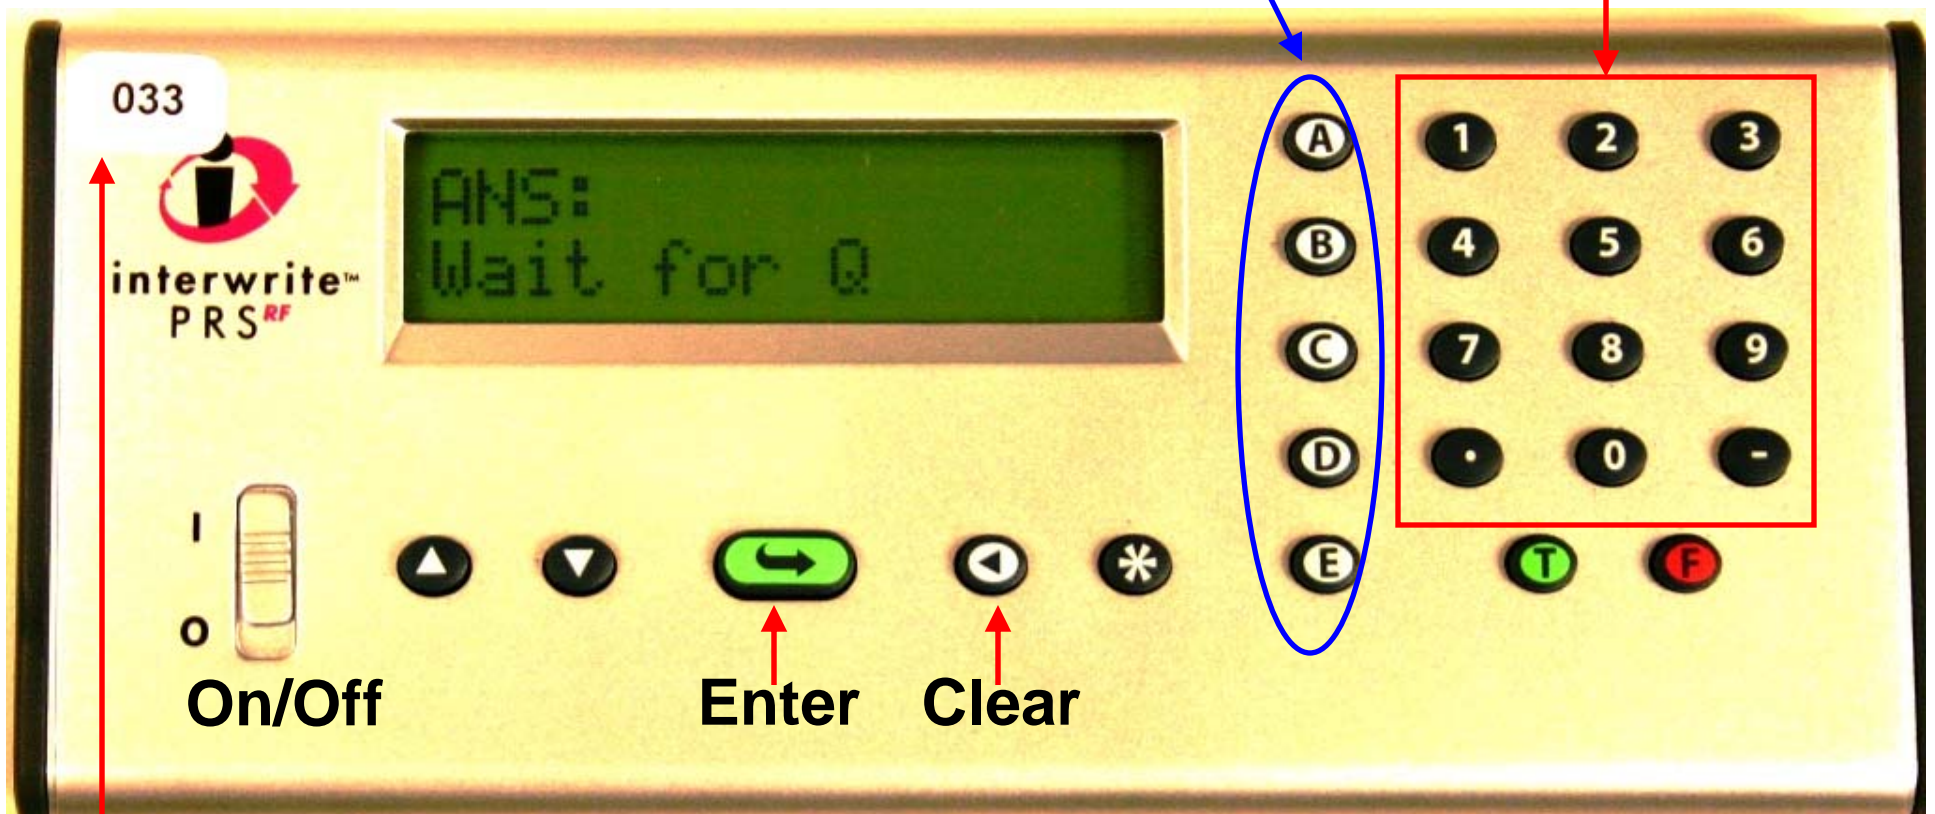 033
interwrite™
PRS RF
ANS:
Wait for Q
A
B
C
D
E
1 2 3
4 5 6
7 8 9
. 0 -
T F
I
O
*
On/Off
Enter
Clear